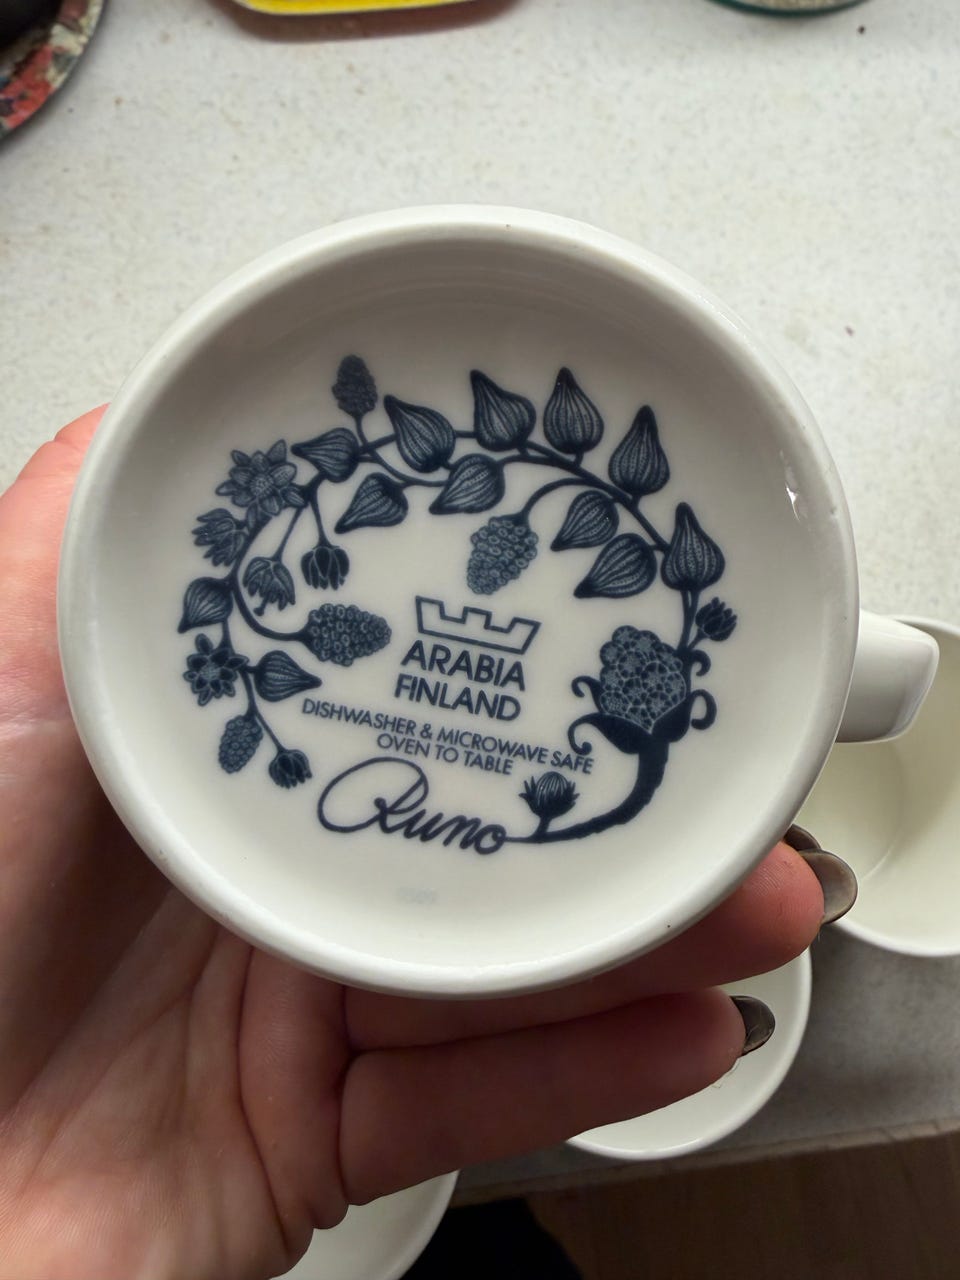 ARABIA
FINLAND
DISHWASHER & MICROWAVE SAFE
OVEN TO TABLE
Runo